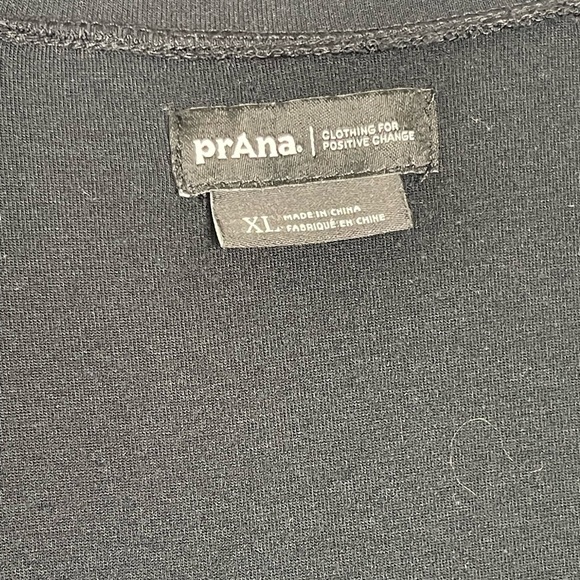 prAna. | CLOTHING FOR
POSITIVE CHANGE
XL MADE IN CHINA
FABRIQUÉ EN CHINE